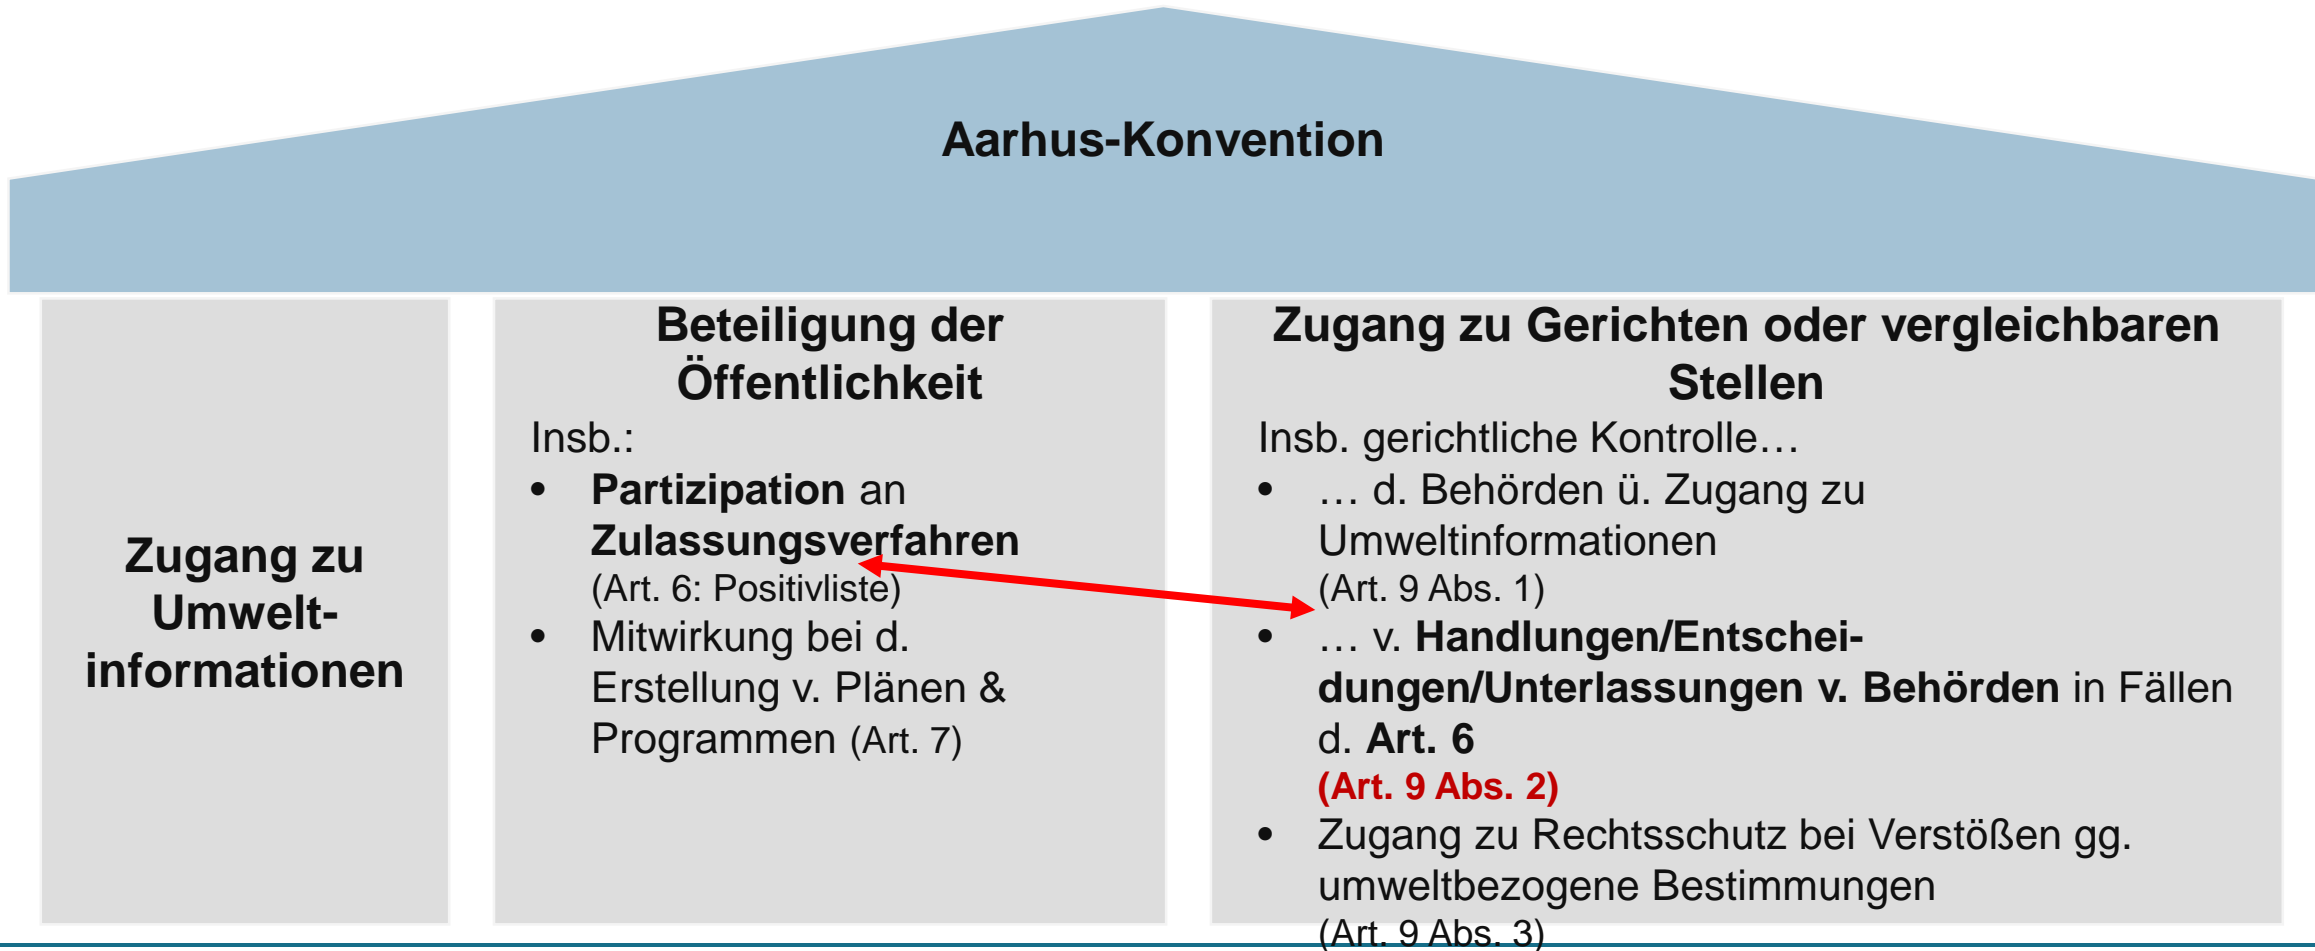 Aarhus-Konvention
Zugang zu
Umwelt-
informationen
Beteiligung der
Öffentlichkeit
Insb.:
• Partizipation an
Zulassungsverfahren
(Art. 6: Positivliste)
• Mitwirkung bei d.
Erstellung v. Plänen &
Programmen (Art. 7)
Zugang zu Gerichten oder vergleichbaren
Stellen
Insb. gerichtliche Kontrolle…
• … d. Behörden ü. Zugang zu
Umweltinformationen
(Art. 9 Abs. 1)
• … v. Handlungen/Entschei-
dungen/Unterlassungen v. Behörden in Fällen
d. Art. 6
(Art. 9 Abs. 2)
• Zugang zu Rechtsschutz bei Verstößen gg.
umweltbezogene Bestimmungen
(Art. 9 Abs. 3)